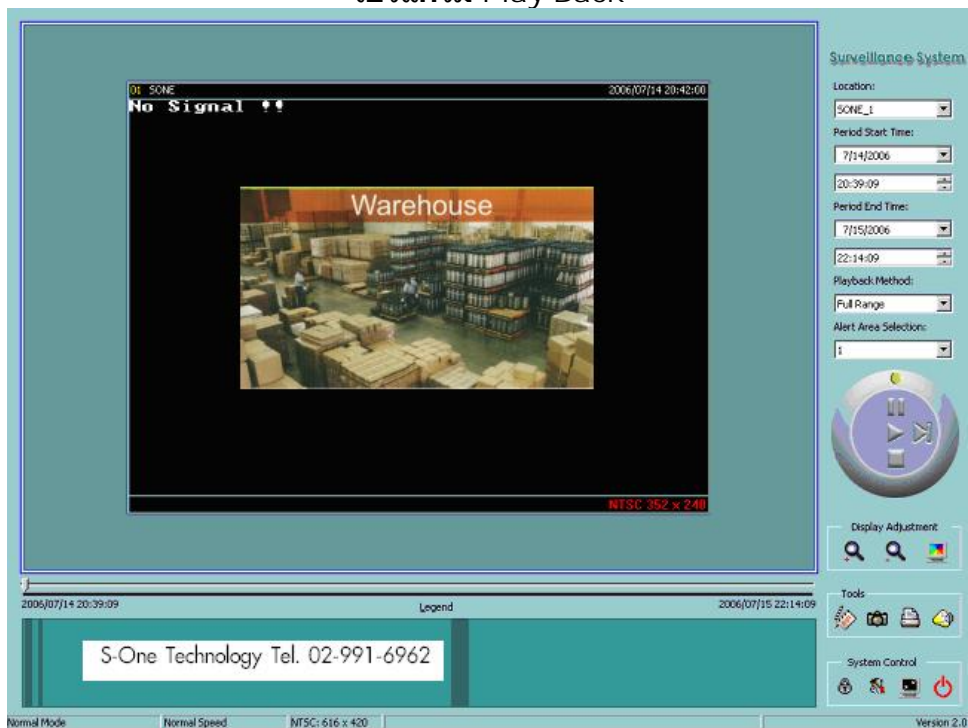 Play Back
Surveillance System
01 SONE 2006/07/14 20:42:00
No Signal !!
Warehouse
NTSC 352 x 240
Location:
SONE_1
Period Start Time:
7/14/2006
20:39:09
Period End Time:
7/15/2006
22:14:09
Playback Method:
Full Range
Alert Area Selection:
1
Display Adjustment
2006/07/14 20:39:09 Legend 2006/07/15 22:14:09
Tools
S-One Technology Tel. 02-991-6962
System Control
Normal Mode Normal Speed NTSC: 616 x 420 Version 2.0